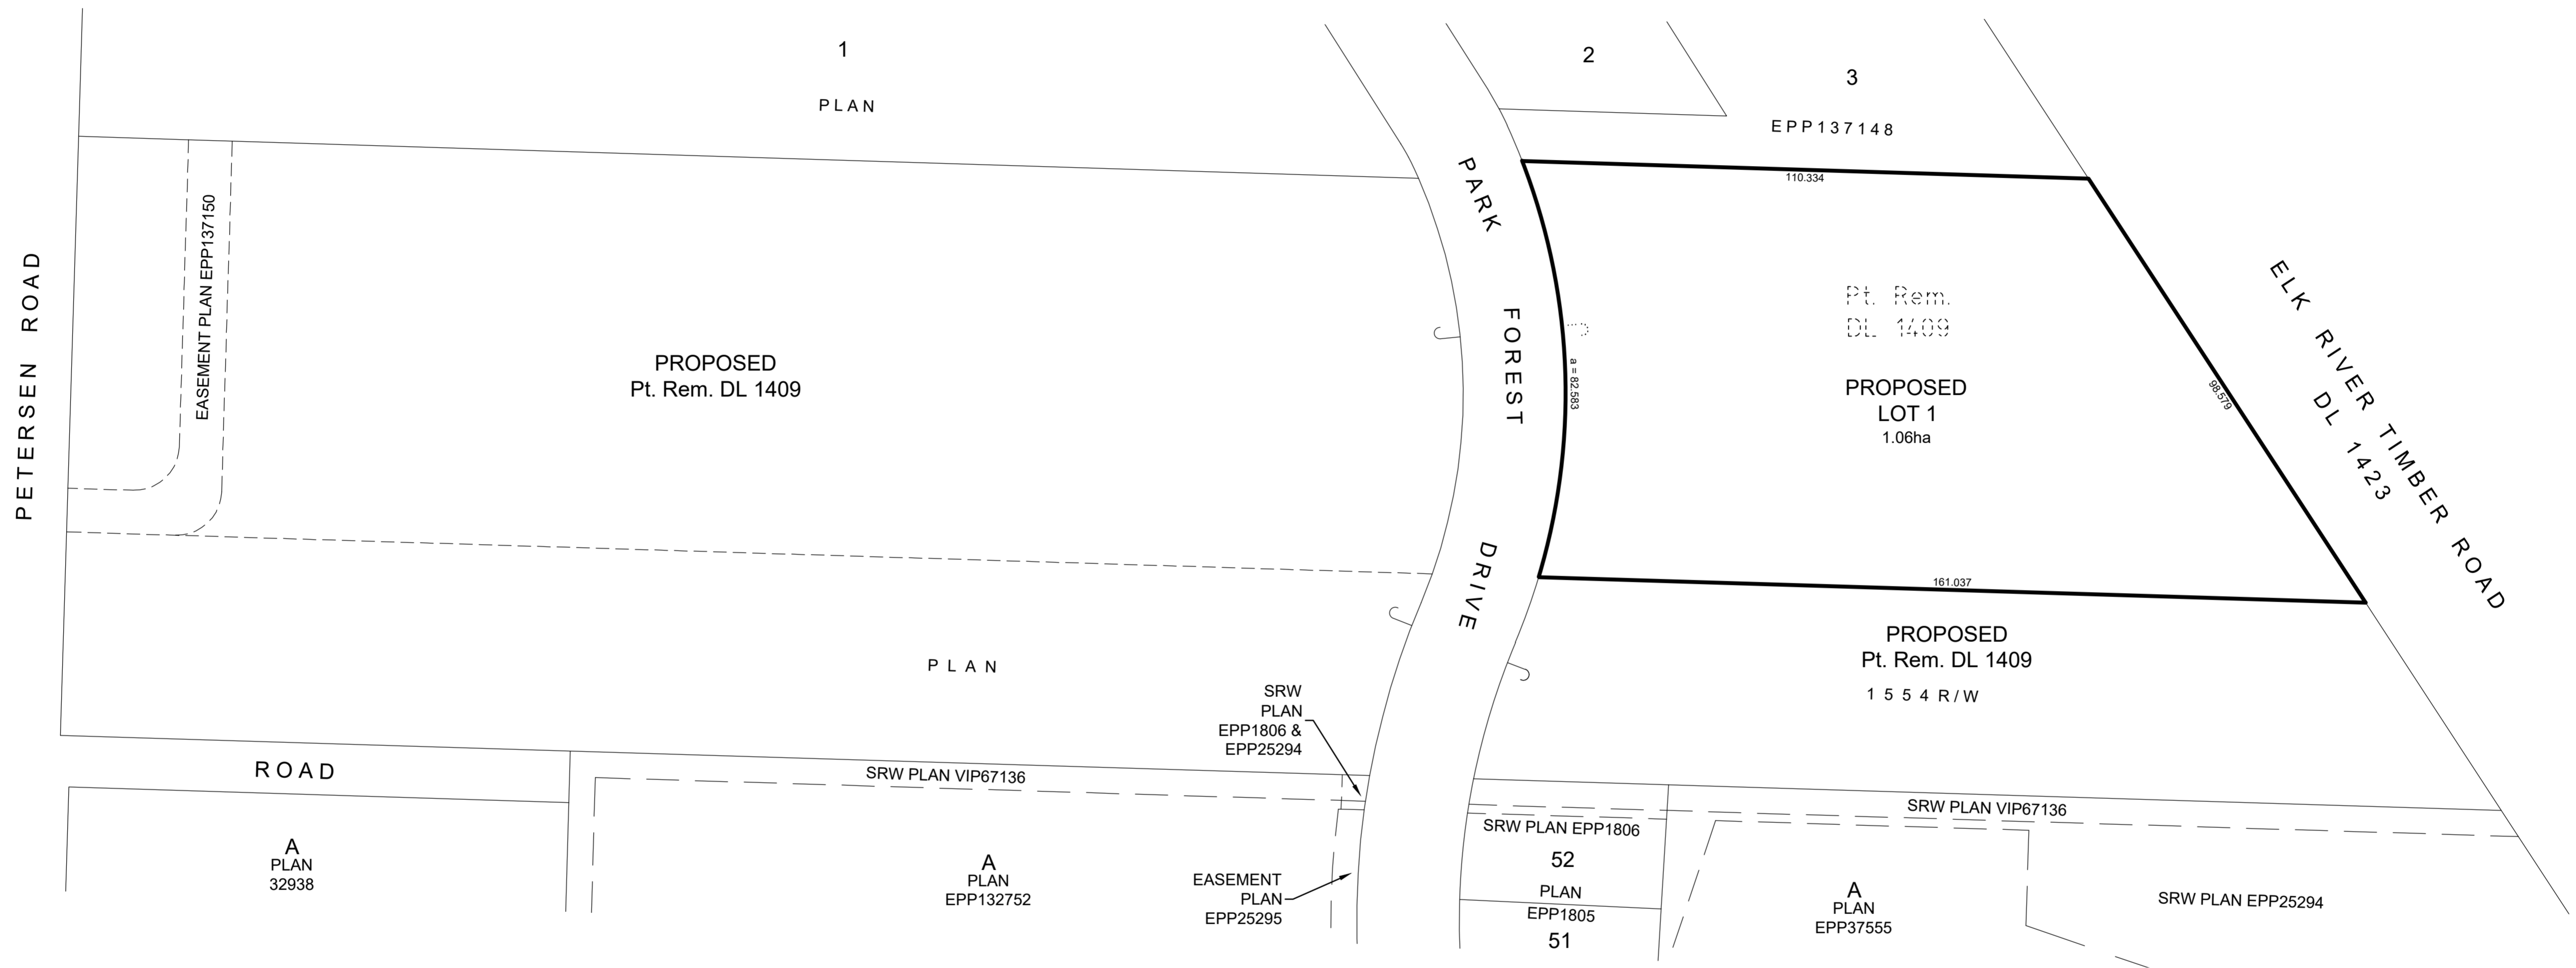 1
PLAN
2
3
EPP137148
PETERSEN ROAD
EASEMENT PLAN EPP137150
PROPOSED
Pt. Rem. DL 1409
PARK FOREST DRIVE
110.334
a = 82.583
98.579
161.037
Pt. Rem.
DL 1409
PROPOSED
LOT 1
1.06ha
ELK RIVER TIMBER ROAD
DL 1423
PROPOSED
Pt. Rem. DL 1409
1554 R/W
PLAN
SRW
PLAN
EPP1806 &
EPP25294
ROAD
SRW PLAN VIP67136
SRW PLAN VIP67136
A
PLAN
32938
A
PLAN
EPP132752
EASEMENT
PLAN
EPP25295
SRW PLAN EPP1806
52
PLAN
EPP1805
51
A
PLAN
EPP37555
SRW PLAN EPP25294